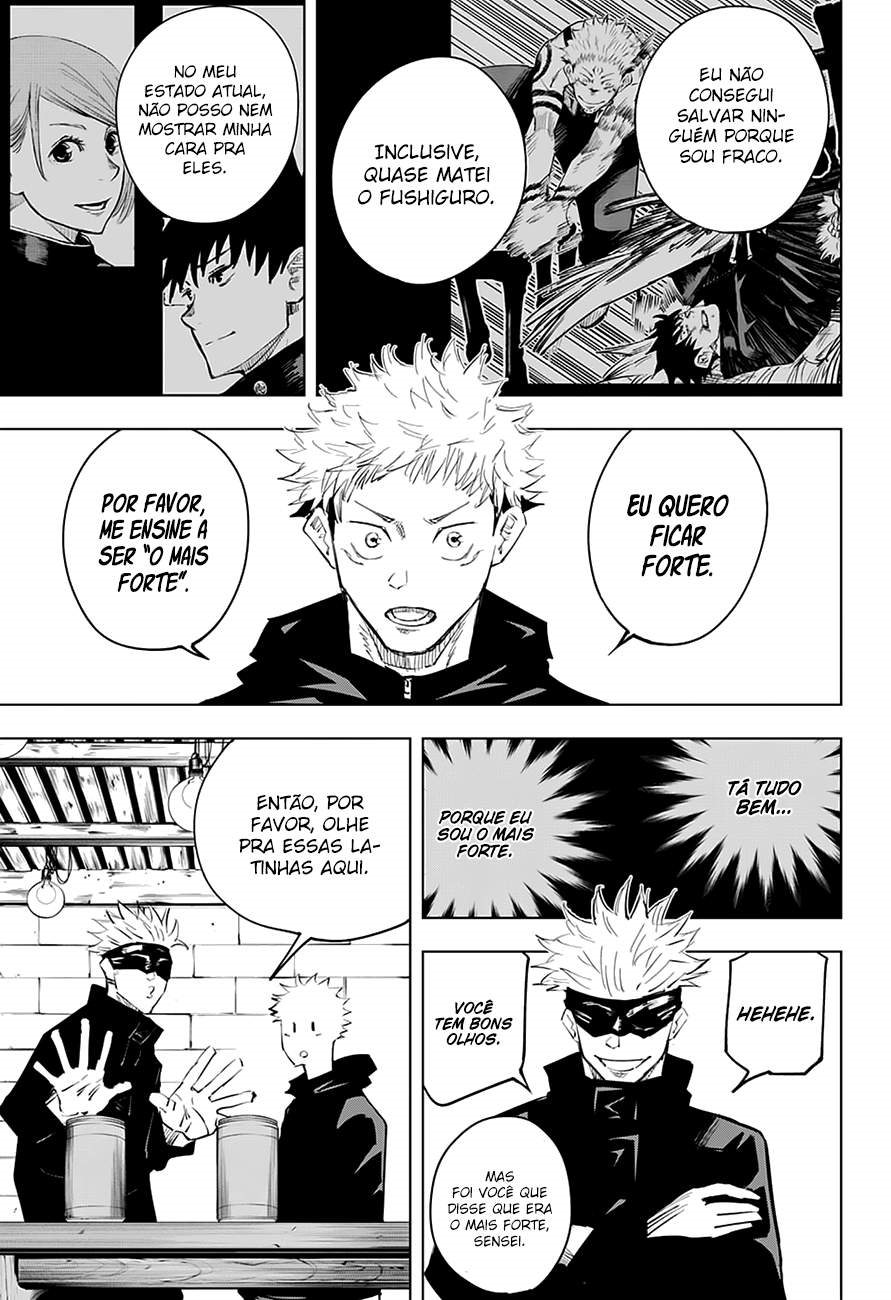 EU NÃO
CONSEGUI
SALVAR NIN-
GUÉM PORQUE
SOU FRACO.
INCLUSIVE,
QUASE MATEI
O FUSHIGURO.
NO MEU
ESTADO ATUAL,
NÃO POSSO NEM
MOSTRAR MINHA
CARA PRA
ELES.
EU QUERO
FICAR
FORTE.
POR FAVOR,
ME ENSINE A
SER "O MAIS
FORTE".
TÁ TUDO
BEM...
PORQUE EU
SOU O MAIS
FORTE.
HEHEHE.
VOCÊ
TEM BONS
OLHOS.
MAS
FOI VOCÊ QUE
DISSE QUE ERA
O MAIS FORTE,
SENSEI.
ENTÃO, POR
FAVOR, OLHE
PRA ESSAS LA-
TINHAS AQUI.